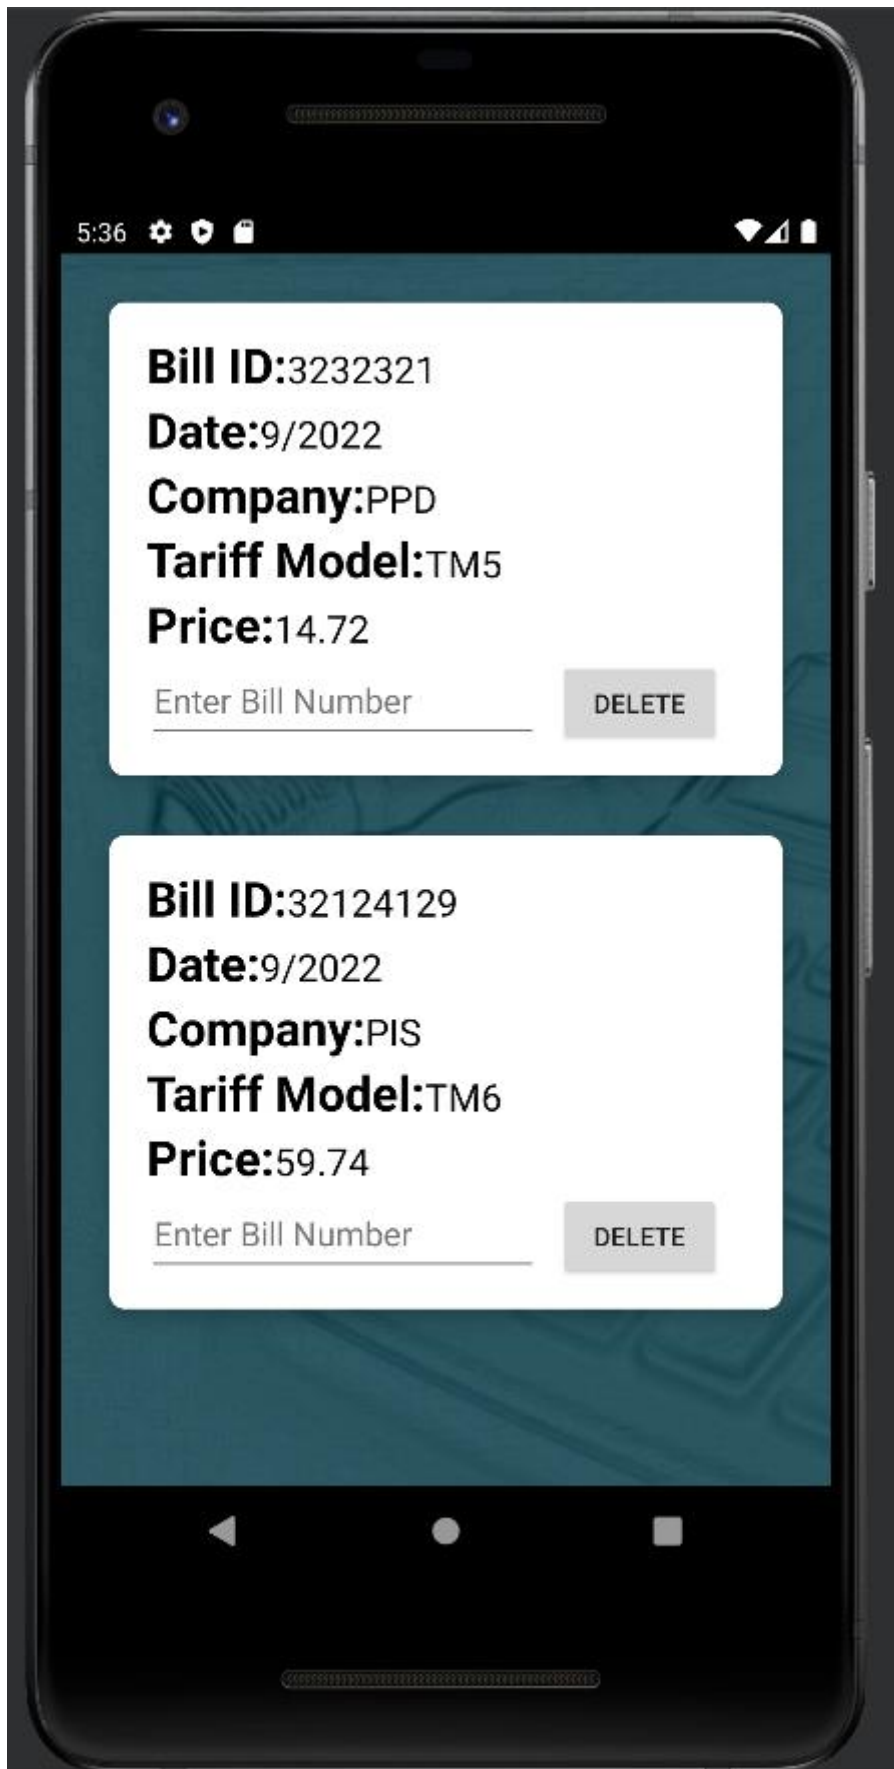 5:36
Bill ID:3232321
Date:9/2022
Company:PPD
Tariff Model:TM5
Price:14.72
Enter Bill Number DELETE
Bill ID:32124129
Date:9/2022
Company:PIS
Tariff Model:TM6
Price:59.74
Enter Bill Number DELETE